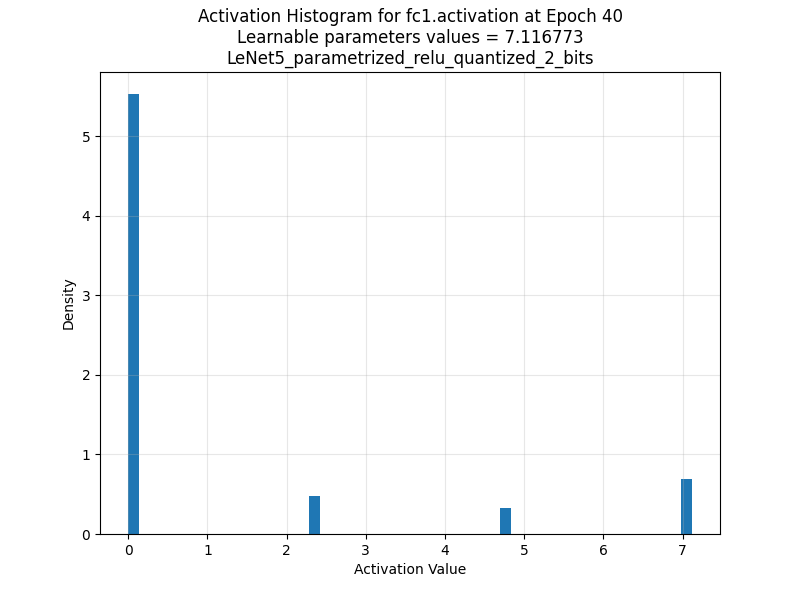 Activation Histogram for fc1.activation at Epoch 40
Learnable parameters values = 7.116773
LeNet5_parametrized_relu_quantized_2_bits
5
4
3
2
1
0
Density
0 1 2 3 4 5 6 7
Activation Value